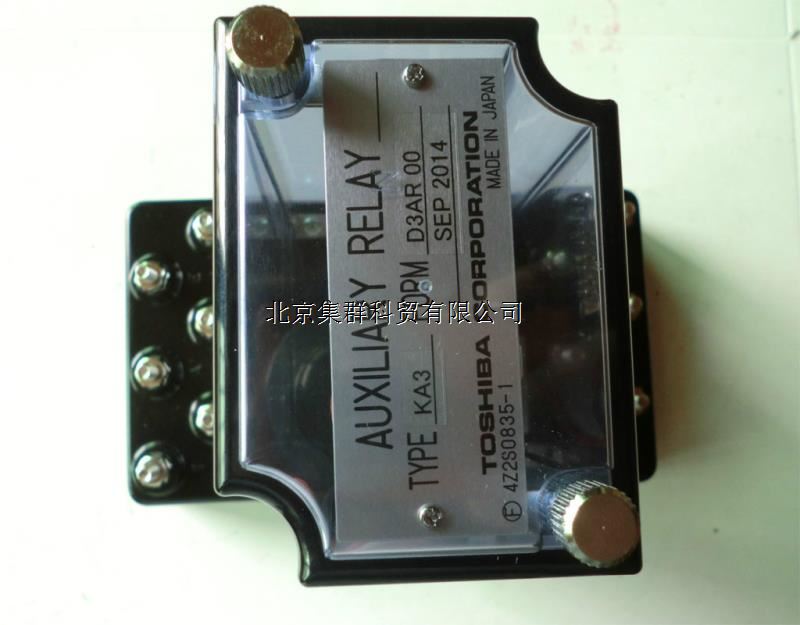 AUXILIARY RELAY
TYPE KA3 FORM D3AR 00
SEP 2014
TOSHIBA CORPORATION
Ⓕ 4Z2S0835-1 MADE IN JAPAN
北京集群科贸有限公司